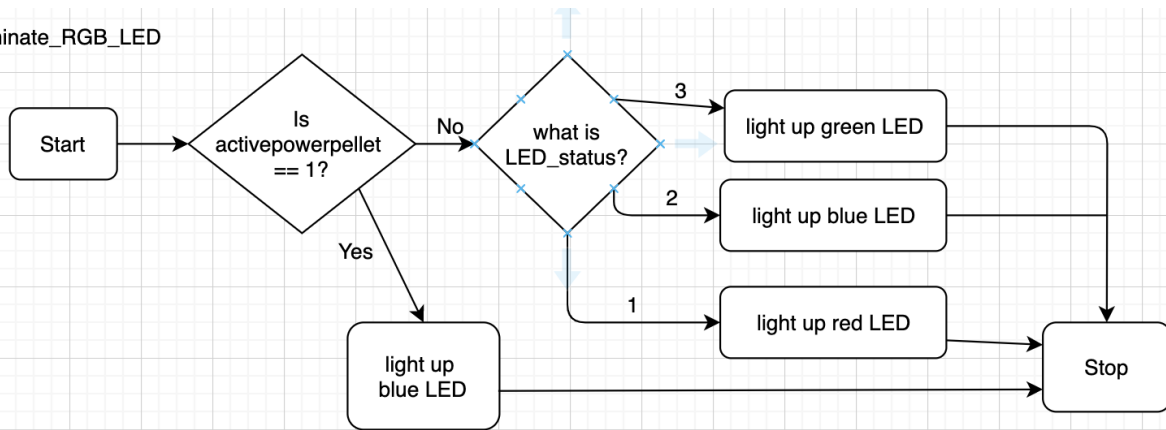 inate_RGB_LED
Start
Is
activepowerpellet
== 1?
No
Yes
what is
LED_status?
3
light up green LED
2
light up blue LED
1
light up red LED
light up
blue LED
Stop